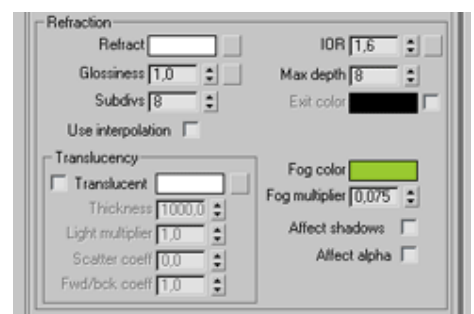 Refraction
Refract IOR 1,6
Glossiness 1,0 Max depth 8
Subdivs 8 Exit color
Use interpolation
Translucency
Fog color
Translucent
Fog multiplier 0,075
Thickness 1000,0
Affect shadows
Light multiplier 1,0
Affect alpha
Scatter coeff 0,0
Fwd/bck coeff 1,0